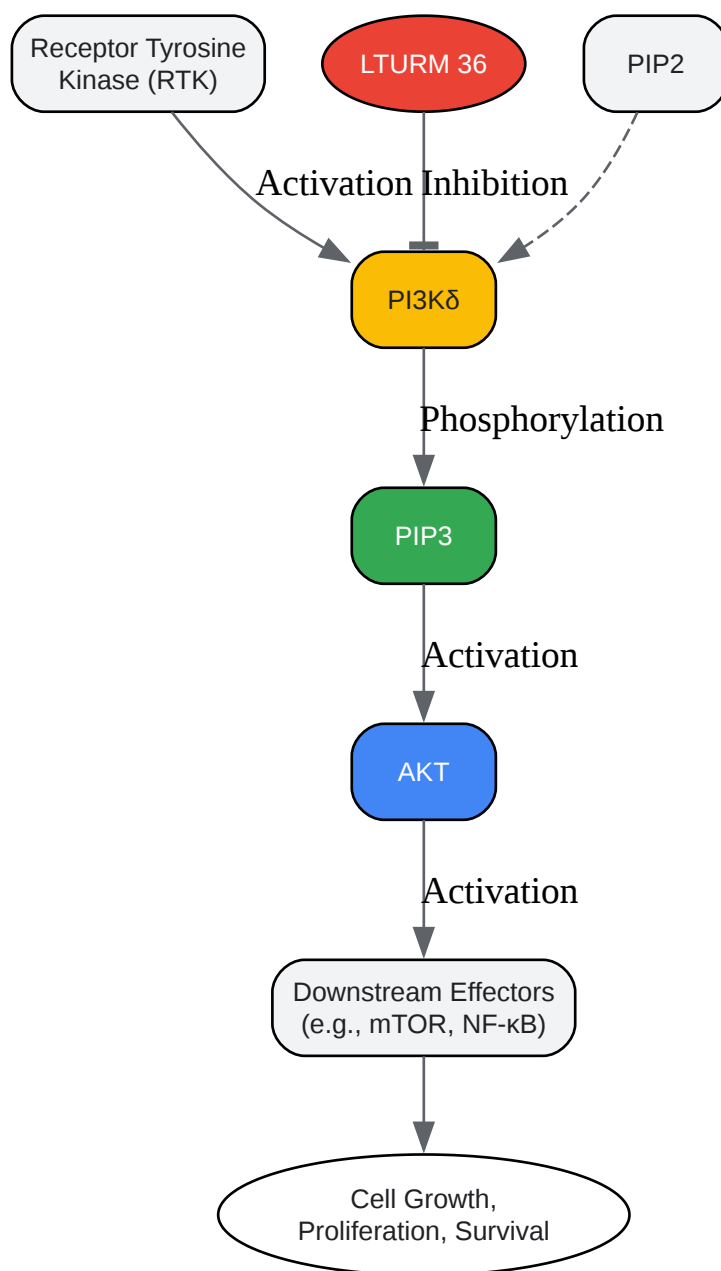 Receptor Tyrosine
Kinase (RTK)
LTURM 36
PIP2
Activation
Inhibition
PI3Kδ
Phosphorylation
PIP3
Activation
AKT
Activation
Downstream Effectors
(e.g., mTOR, NF-κB)
Cell Growth,
Proliferation, Survival